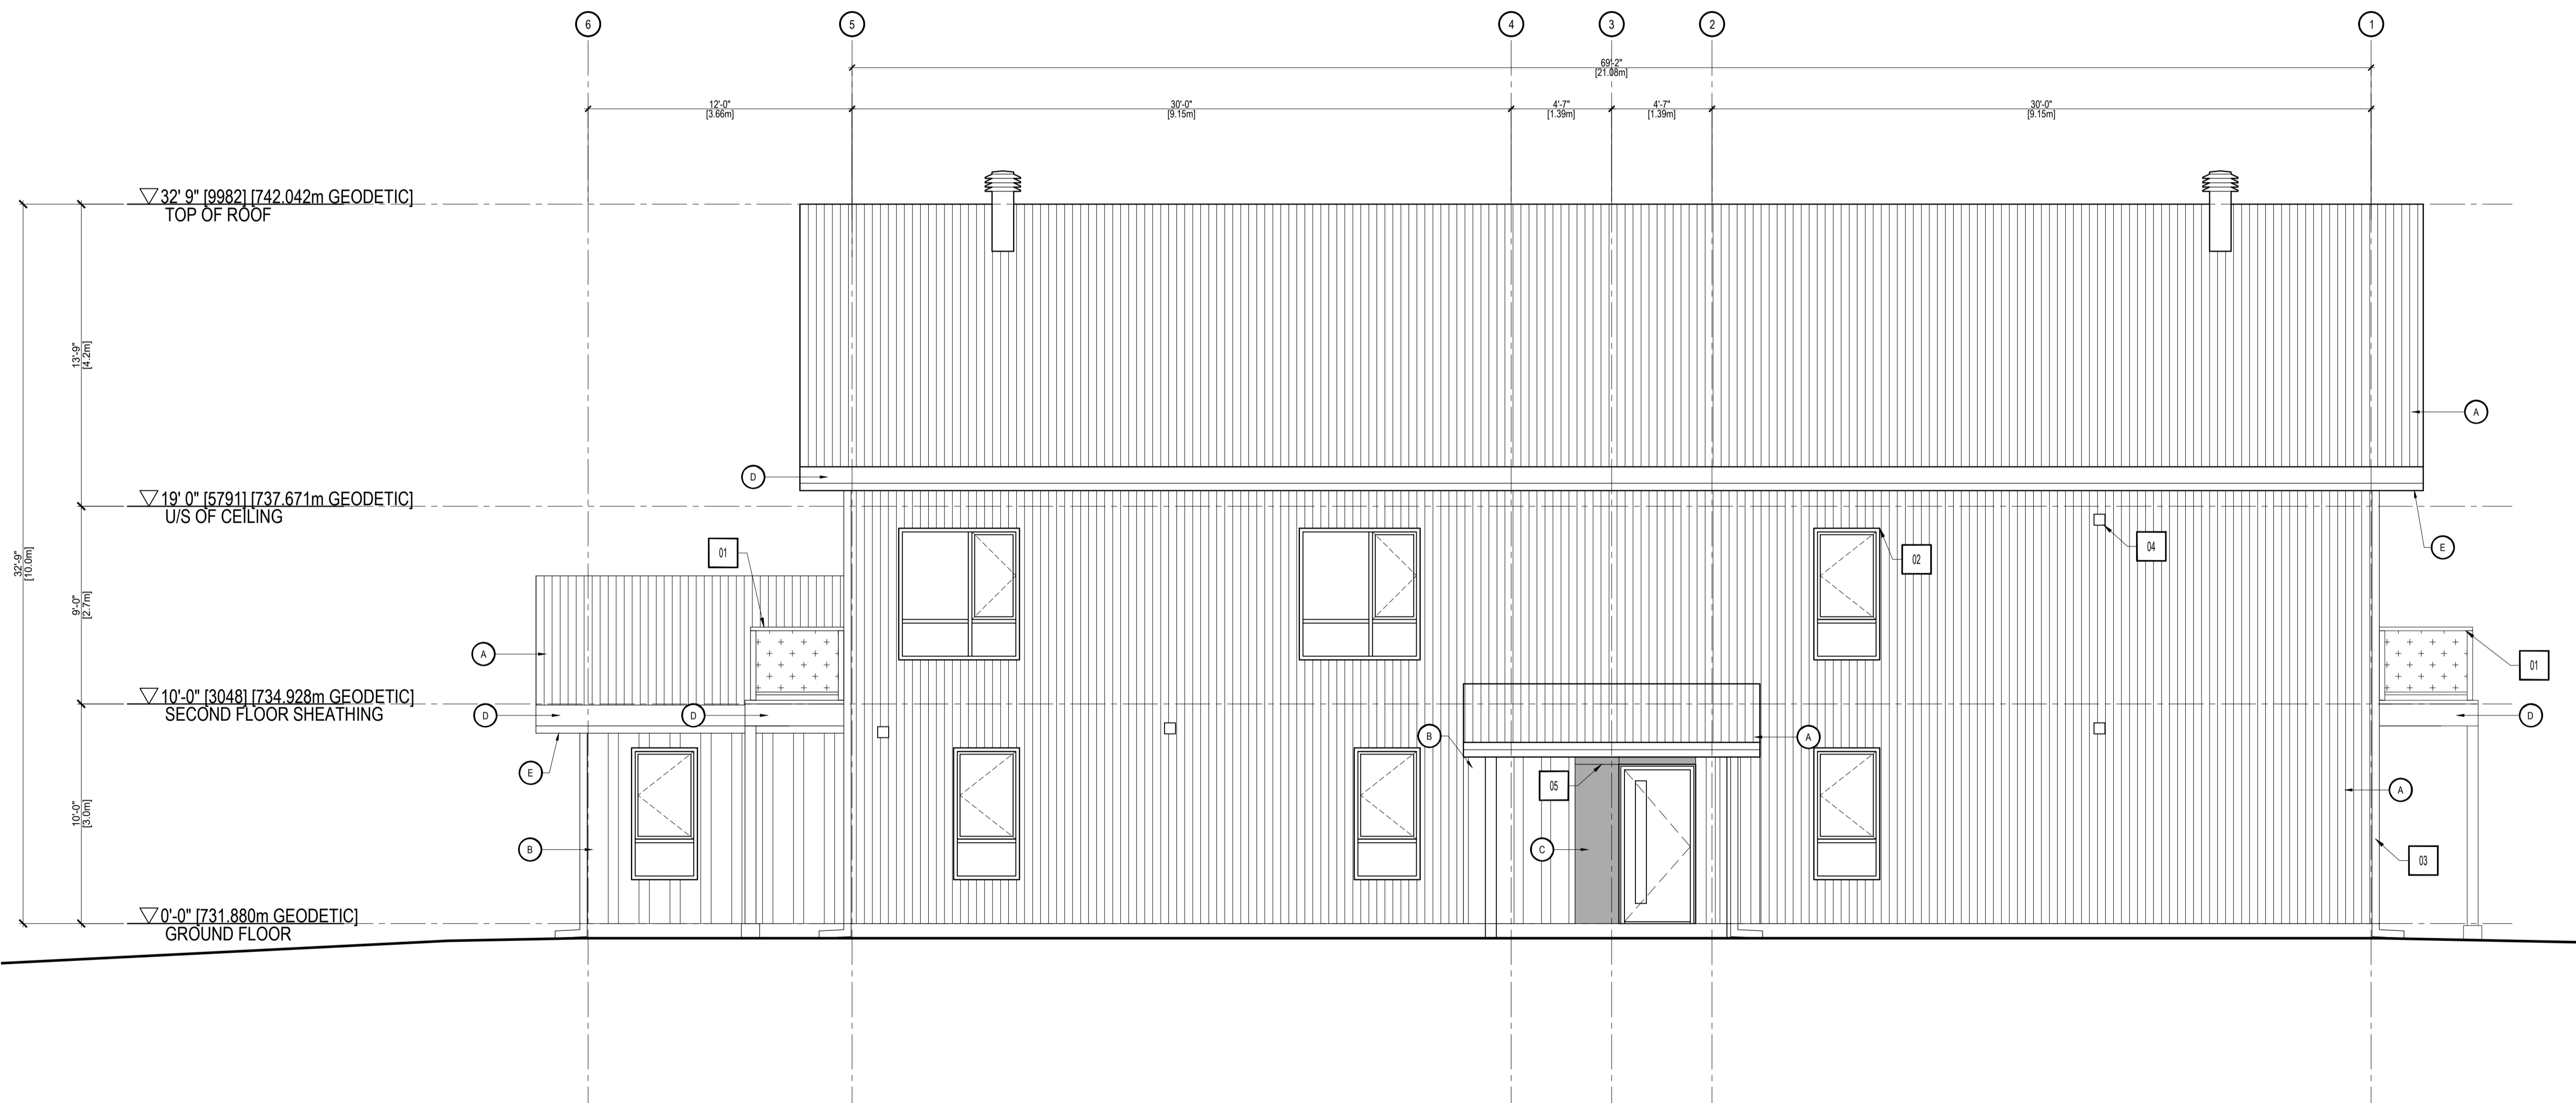 6
5
4
3
2
1
69'-2"
[21.08m]
12'-0"
[3.66m]
30'-0"
[9.15m]
4'-7"
[1.39m]
4'-7"
[1.39m]
30'-0"
[9.15m]
32' 9" [9982] [742.042m GEODETIC]
TOP OF ROOF
13'-9"
[4.2m]
A
D
19' 0" [5791] [737.671m GEODETIC]
U/S OF CEILING
32'-9"
[10.0m]
9'-0"
[2.7m]
01
02
04
E
A
01
10'-0" [3048] [734.928m GEODETIC]
SECOND FLOOR SHEATHING
D
D
D
B
A
E
05
A
10'-0"
[3.0m]
B
C
03
0'-0" [731.880m GEODETIC]
GROUND FLOOR